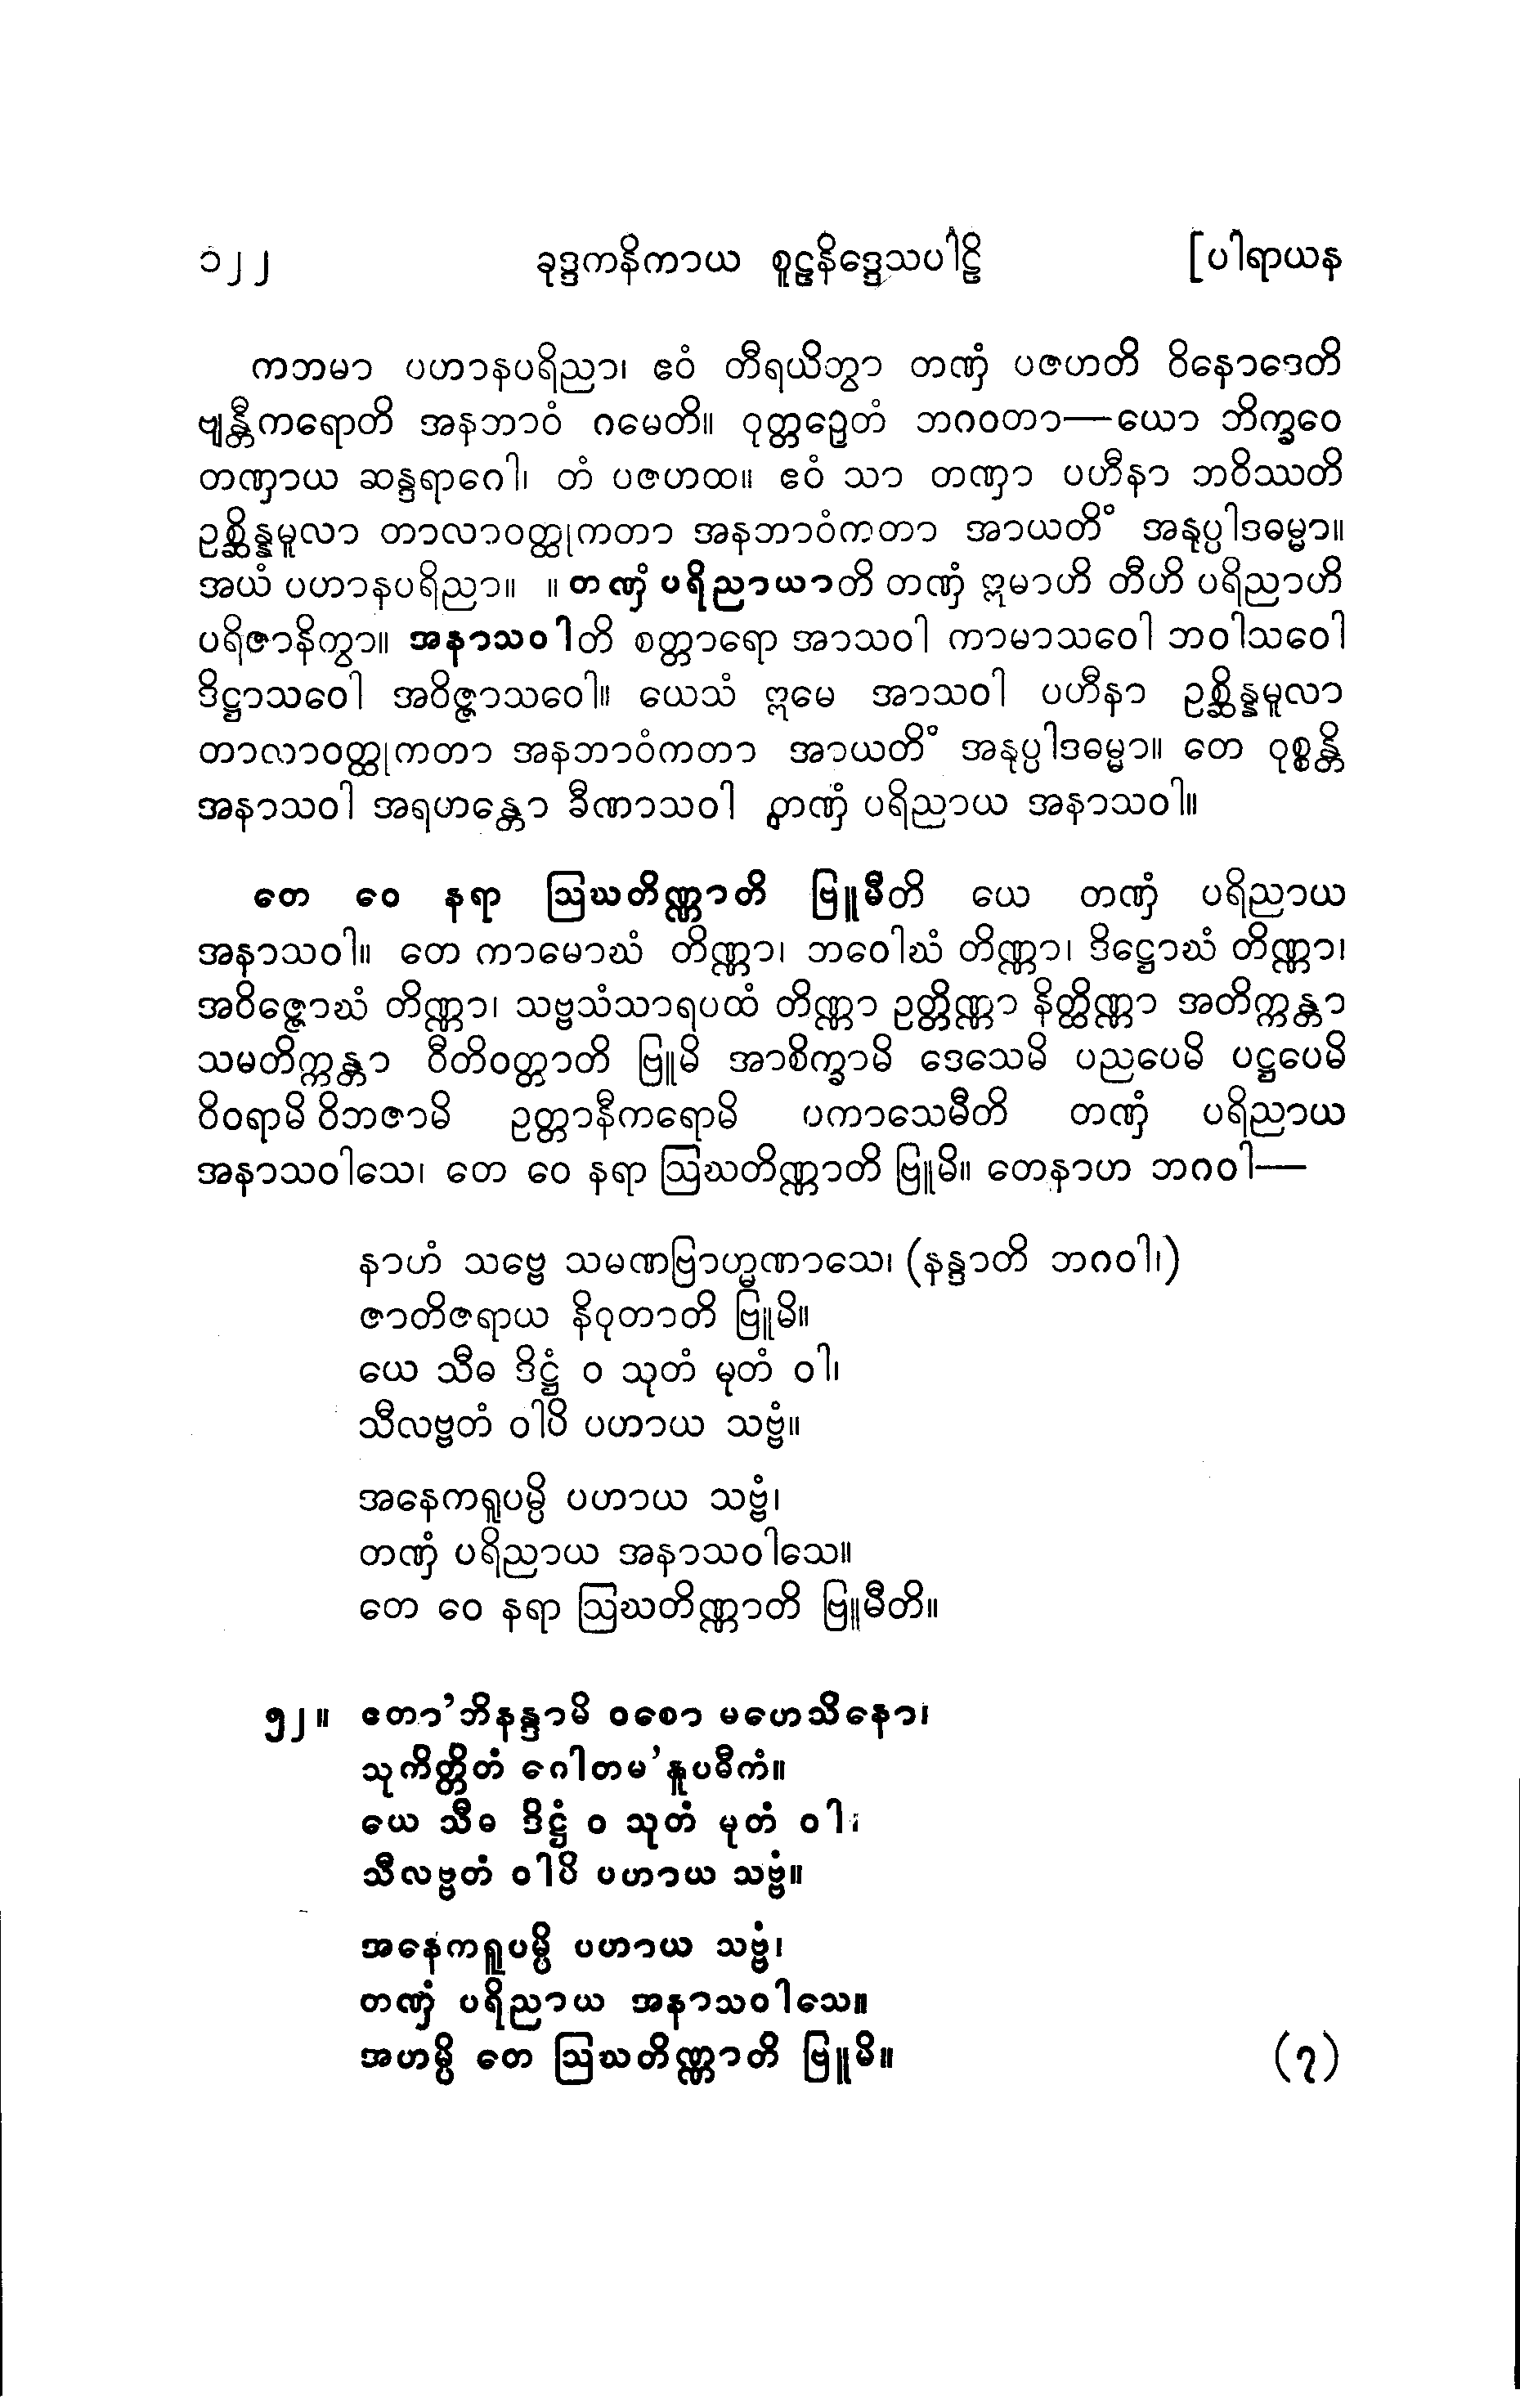 ၁၂၂ ခုဒ္ဒကနိကာယ စူဠနိဒ္ဒေသပါဠိ [ပါရာယန
ကတမာ ပဟာနပရိညာ၊ ဧဝံ တီရယိတွာ တဏှံ ပဇဟတိ ဝိနောဒေတိ
ဗျန္တီကရောတိ အနဘာဝံ ဂမေတိ။ ဝုတ္တဉှေတံ ဘဂဝတာ—ယော ဘိက္ခဝေ
တဏှာယ ဆန္ဒရာဂေါ၊ တံ ပဇဟထ။ ဧဝံ သာ တဏှာ ပဟီနာ ဘဝိဿတိ
ဥစ္ဆိန္နမူလာ တာလာဝတ္ထုကတာ အနဘာဝံကတာ အာယတိံ အနုပ္ပါဒဓမ္မာ။
အယံ ပဟာနပရိညာ။ ။ တဏှံ ပရိညာယာတိ တဏှံ ဣမာဟိ တီဟိ ပရိညာဟိ
ပရိဇာနိတွာ။ အနာသဝါတိ စတ္တာရော အာသဝါ ကာမာသဝေါ ဘဝါသဝေါ
ဒိဋ္ဌာသဝေါ အဝိဇ္ဇာသဝေါ။ ယေသံ ဣမေ အာသဝါ ပဟီနာ ဥစ္ဆိန္နမူလာ
တာလာဝတ္ထုကတာ အနဘာဝံကတာ အာယတိံ အနုပ္ပါဒဓမ္မာ။ တေ ဝုစ္စန္တိ
အနာသဝါ အရဟန္တော ခီဏာသဝါ တဏှံ ပရိညာယ အနာသဝါ။
တေ ဝေ နရာ ဩဃတိဏ္ဏာတိ ဗြူမီတိ ယေ တဏှံ ပရိညာယ
အနာသဝါ။ တေ ကာမောဃံ တိဏ္ဏာ၊ ဘဝေါဃံ တိဏ္ဏာ၊ ဒိဋ္ဌောဃံ တိဏ္ဏာ၊
အဝိဇ္ဇောဃံ တိဏ္ဏာ၊ သဗ္ဗသံသာရပထံ တိဏ္ဏာ ဥတ္တိဏ္ဏာ နိတ္ထိဏ္ဏာ အတိက္ကန္တာ
သမတိက္ကန္တာ ဝီတိဝတ္တာတိ ဗြူမိ အာစိက္ခာမိ ဒေသေမိ ပညပေမိ ပဋ္ဌပေမိ
ဝိဝရာမိ ဝိဘဇာမိ ဥတ္တာနီကရောမိ ပကာသေမီတိ တဏှံ ပရိညာယ
အနာသဝါသေ၊ တေ ဝေ နရာ ဩဃတိဏ္ဏာတိ ဗြူမိ။ တေနာဟ ဘဂဝါ—
နာဟံ သဗ္ဗေ သမဏဗြာဟ္မဏာသေ၊ (နန္ဒာတိ ဘဂဝါ၊)
ဇာတိဇရာယ နိဝုတာတိ ဗြူမိ။
ယေ သီဓ ဒိဋ္ဌံ ဝ သုတံ မုတံ ဝါ၊
သီလဗ္ဗတံ ဝါပိ ပဟာယ သဗ္ဗံ။
အနေကရူပမ္ပိ ပဟာယ သဗ္ဗံ၊
တဏှံ ပရိညာယ အနာသဝါသေ။
တေ ဝေ နရာ ဩဃတိဏ္ဏာတိ ဗြူမီတိ။
၅၂။ ဧတာ'ဘိနန္ဒာမိ ဝစော မဟေသိနော၊
သုကိတ္တိတံ ဂေါတမ'နူပဓီကံ။
ယေ သီဓ ဒိဋ္ဌံ ဝ သုတံ မုတံ ဝါ၊
သီလဗ္ဗတံ ဝါပိ ပဟာယ သဗ္ဗံ။
အနေကရူပမ္ပိ ပဟာယ သဗ္ဗံ၊
တဏှံ ပရိညာယ အနာသဝါသေ။
အဟမ္ပိ တေ ဩဃတိဏ္ဏာတိ ဗြူမိ။ (၇)